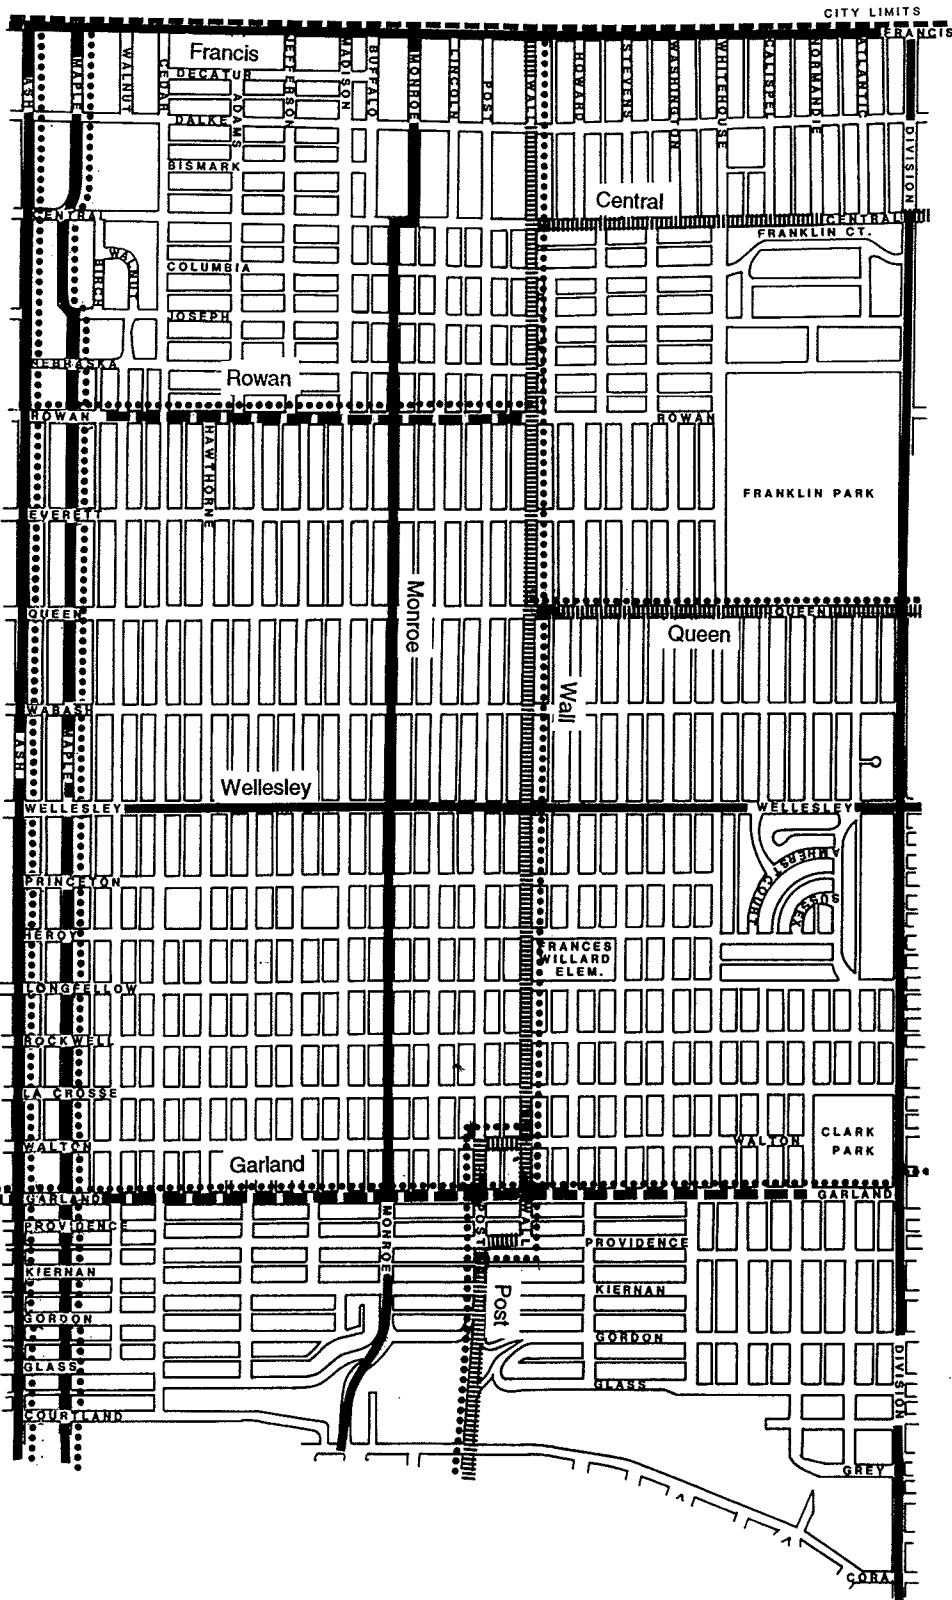 CITY LIMITS
FRANCIS
ASH
MAPLE
WALNUT
CEDAR
Francis
DECATUR
ADAMS
JEFFERSON
MADISON
BUFFALO
MONROE
LINCOLN
POST
WALL
HOWARD
STEVENS
WASHINGTON
WHITEHOUSE
CALISPEL
NORMANDIE
ATLANTIC
DIVISION
DALKE
BISMARK
Central
CENTRAL
CENTRAL
FRANKLIN CT.
WALNUT
BIRCH
COLUMBIA
JOSEPH
NEBRASKA
Rowan
ROWAN
ROWAN
HAWTHORNE
FRANKLIN PARK
EVERETT
Monroe
QUEEN
QUEEN
Queen
Wall
WABASH
ASH
MAPLE
Wellesley
WELLESLEY
WELLESLEY
AMHERST COURT
SUSSEX
PRINCETON
HEROY
FRANCES
WILLARD
ELEM.
LONGFELLOW
ROCKWELL
LA CROSSE
WALTON
WALTON
CLARK
PARK
Garland
GARLAND
GARLAND
MONROE
POST
WALL
PROVIDENCE
PROVIDENCE
KIERNAN
KIERNAN
Post
GORDON
GORDON
GLASS
GLASS
DIVISION
COURTLAND
GREY
CORA